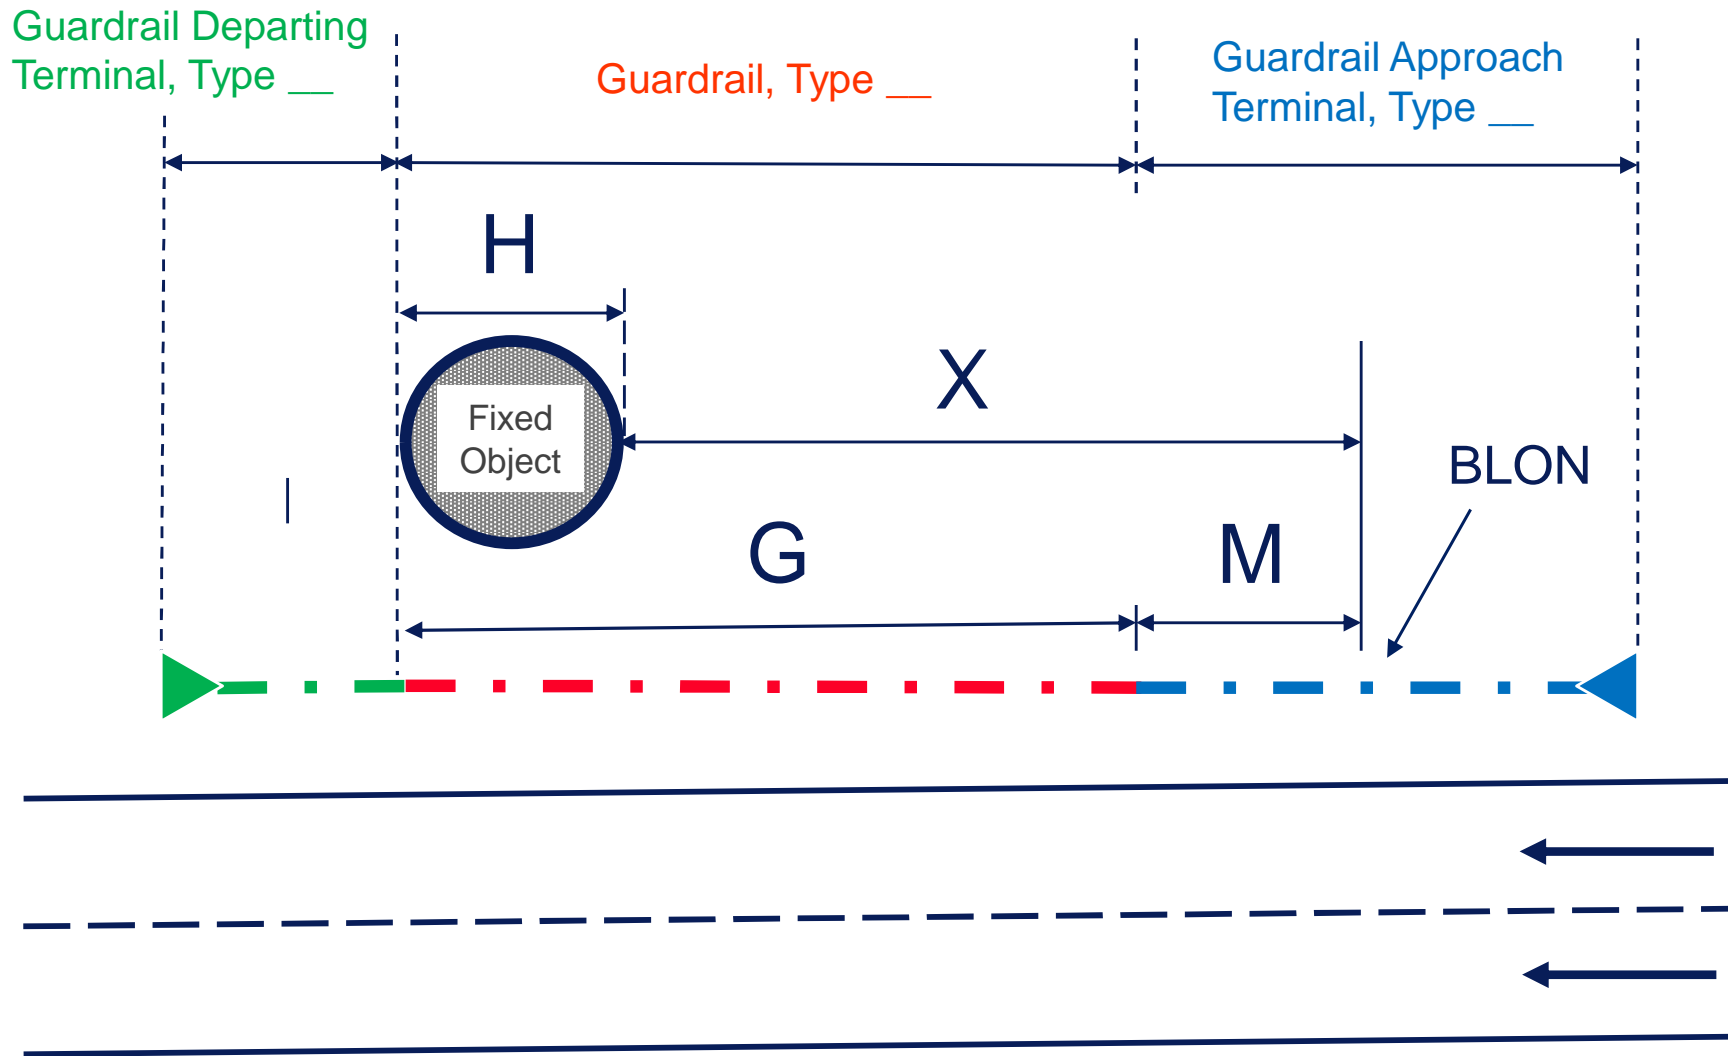 Guardrail Departing
Terminal, Type __
Guardrail, Type __
Guardrail Approach
Terminal, Type __
H
X
Fixed
Object
BLON
G
M